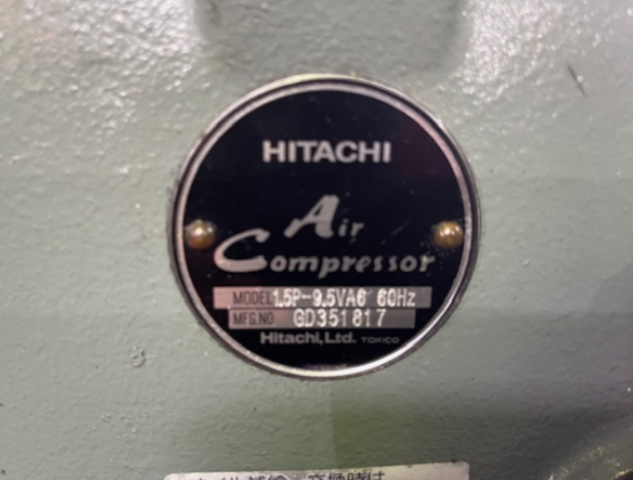 HITACHI
Air
Compressor
MODEL 1.5P-9.5VA6 60Hz
MFG.NO GD351817
Hitachi, Ltd. TOKICO